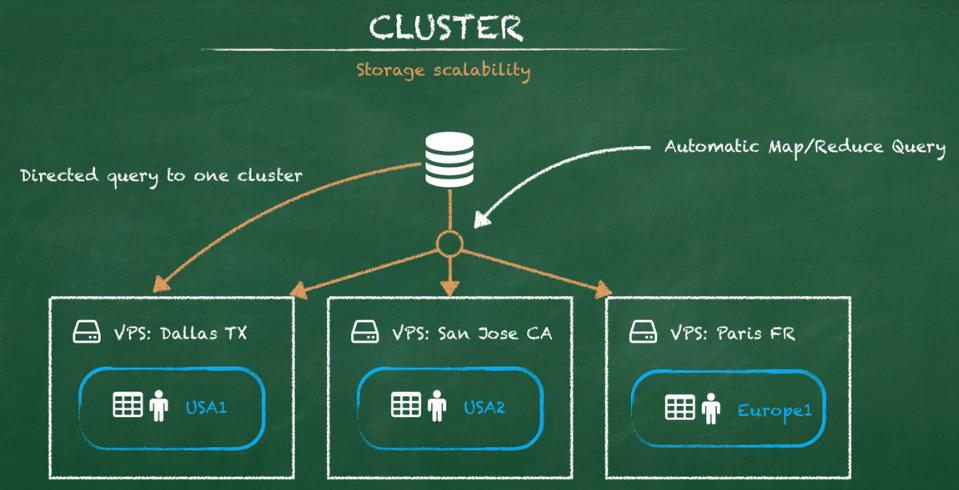 CLUSTER
Storage scalability
Automatic Map/Reduce Query
Directed query to one cluster
VPS: Dallas TX
VPS: San Jose CA
VPS: Paris FR
USA1
USA2
Europe1